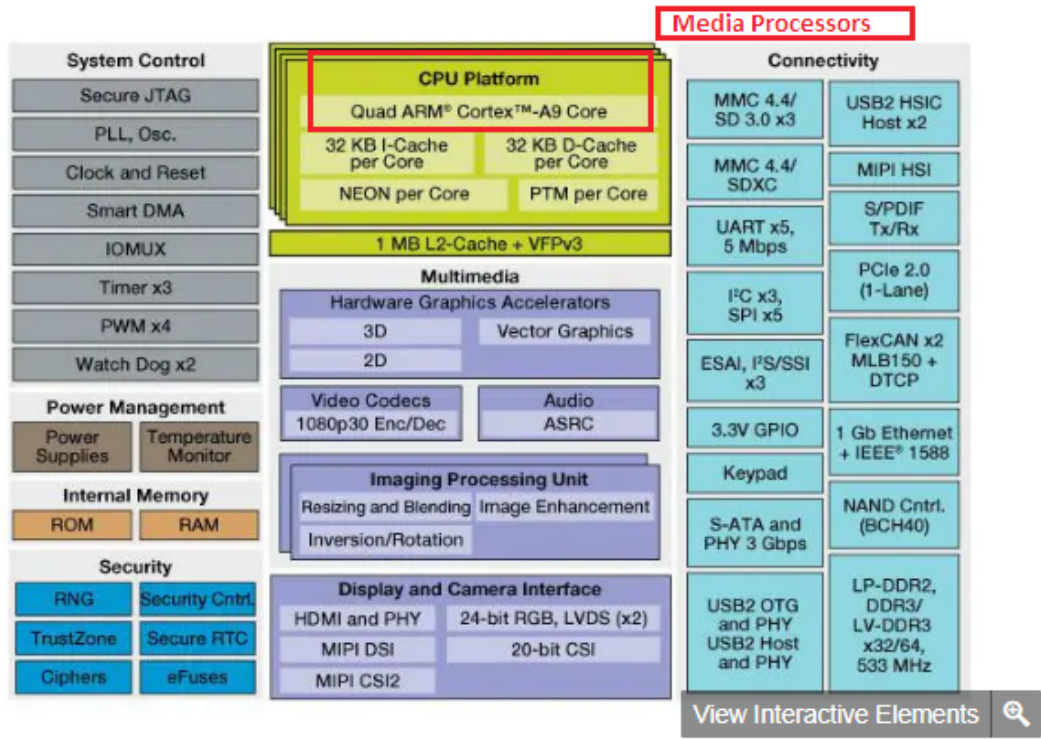 Media Processors
System Control
Secure JTAG
PLL, Osc.
Clock and Reset
Smart DMA
IOMUX
Timer x3
PWM x4
Watch Dog x2
Power Management
Power
Supplies
Temperature
Monitor
Internal Memory
ROM
RAM
Security
RNG
Security Cntrl.
TrustZone
Secure RTC
Ciphers
eFuses
CPU Platform
Quad ARM® Cortex™-A9 Core
32 KB I-Cache
per Core
32 KB D-Cache
per Core
NEON per Core
PTM per Core
1 MB L2-Cache + VFPv3
Multimedia
Hardware Graphics Accelerators
3D
Vector Graphics
2D
Video Codecs
1080p30 Enc/Dec
Audio
ASRC
Imaging Processing Unit
Resizing and Blending
Image Enhancement
Inversion/Rotation
Display and Camera Interface
HDMI and PHY
24-bit RGB, LVDS (x2)
MIPI DSI
20-bit CSI
MIPI CSI2
Connectivity
MMC 4.4/
SD 3.0 x3
MMC 4.4/
SDXC
UART x5,
5 Mbps
I²C x3,
SPI x5
ESAI, I²S/SSI
x3
3.3V GPIO
Keypad
S-ATA and
PHY 3 Gbps
USB2 OTG
and PHY
USB2 Host
and PHY
USB2 HSIC
Host x2
MIPI HSI
S/PDIF
Tx/Rx
PCIe 2.0
(1-Lane)
FlexCAN x2
MLB150 +
DTCP
1 Gb Ethernet
+ IEEE® 1588
NAND Cntrl.
(BCH40)
LP-DDR2,
DDR3/
LV-DDR3
x32/64,
533 MHz
View Interactive Elements